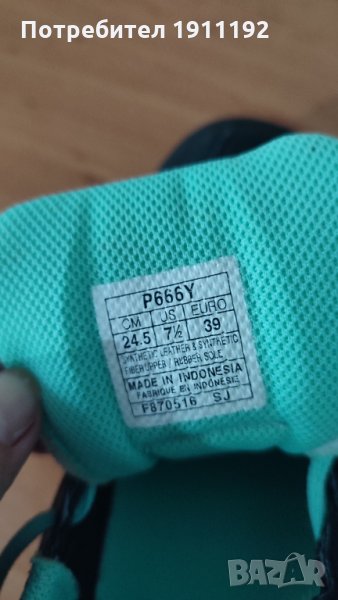 Потребител 1911192
P666Y
CM US EURO
24.5 7½ 39
SYNTHETIC LEATHER & SYNTHETIC
FIBER UPPER / RUBBER SOLE
MADE IN INDONESIA
FABRIQUE EN INDONESIE
F870516 SJ
BAZAR